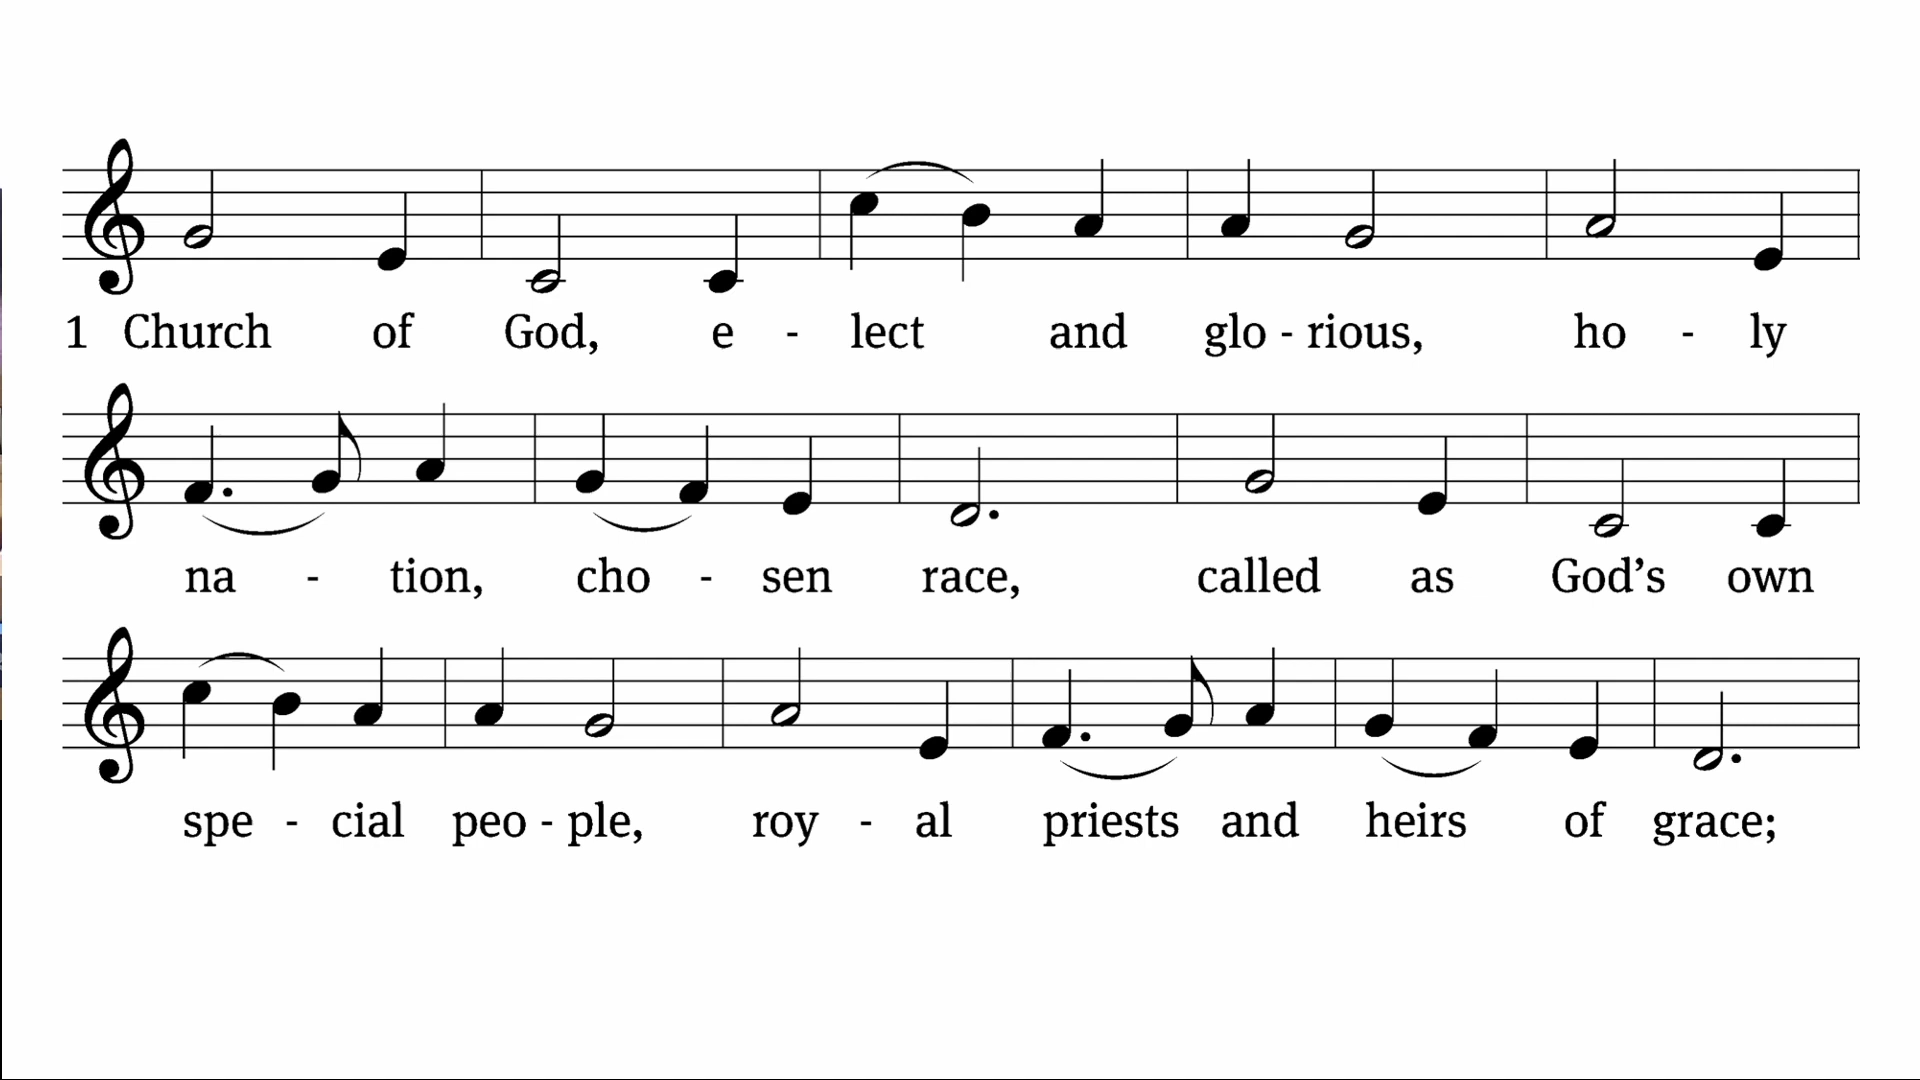 1 Church of God, e - lect and glo - rious, ho - ly
na - tion, cho - sen race, called as God’s own
spe - cial peo - ple, roy - al priests and heirs of grace;